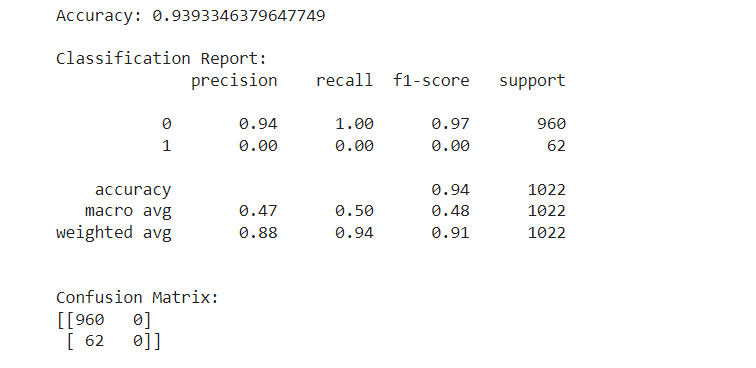 Accuracy: 0.9393346379647749
Classification Report:
precision recall f1-score support
0 0.94 1.00 0.97 960
1 0.00 0.00 0.00 62
accuracy 0.94 1022
macro avg 0.47 0.50 0.48 1022
weighted avg 0.88 0.94 0.91 1022
Confusion Matrix:
[[960 0]
[ 62 0]]